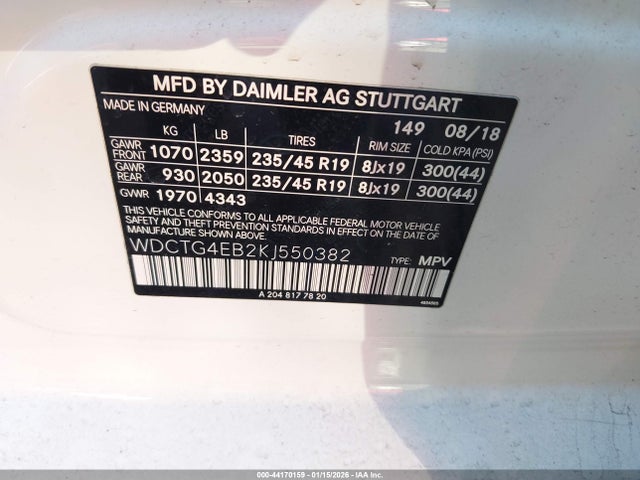 MFD BY DAIMLER AG STUTTGART
MADE IN GERMANY 149 08/18
KG LB TIRES RIM SIZE COLD KPA(PSI)
GAWR FRONT 1070 2359 235/45 R19 8Jx19 300(44)
GAWR REAR 930 2050 235/45 R19 8Jx19 300(44)
GVWR 1970 4343
THIS VEHICLE CONFORMS TO ALL APPLICABLE FEDERAL MOTOR VEHICLE
SAFETY AND THEFT PREVENTION STANDARDS IN EFFECT ON THE DATE OF
MANUFACTURE SHOWN ABOVE.
WDCTG4EB2KJ550382 TYPE: MPV
A 204 817 78 20
000-44170159 - 01/15/2026 - IAA Inc.